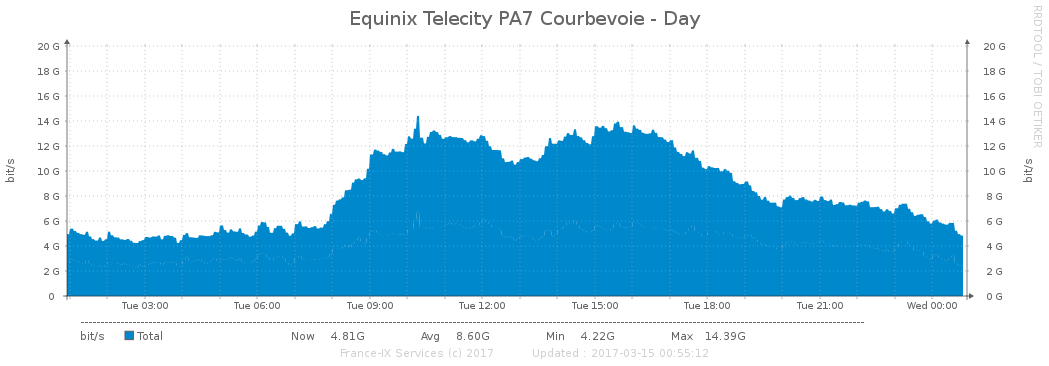 Equinix Telecity PA7 Courbevoie - Day
RRDTOOL / TOBI OETIKER
bit/s
bit/s
20 G 20 G
18 G 18 G
16 G 16 G
14 G 14 G
12 G 12 G
10 G 10 G
8 G 8 G
6 G 6 G
4 G 4 G
2 G 2 G
0 0 G
Tue 03:00 Tue 06:00 Tue 09:00 Tue 12:00 Tue 15:00 Tue 18:00 Tue 21:00 Wed 00:00
bit/s Total Now 4.81G Avg 8.60G Min 4.22G Max 14.39G
France-IX Services (c) 2017 Updated : 2017-03-15 00:55:12